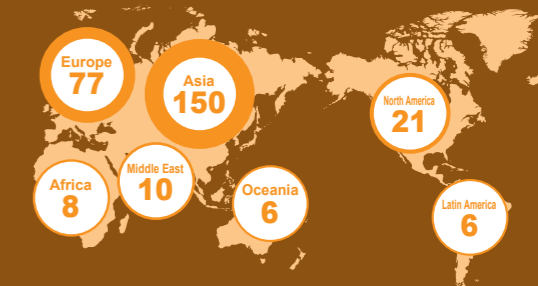 Europe
77
Asia
150
North America
21
Africa
8
Middle East
10
Oceania
6
Latin America
6